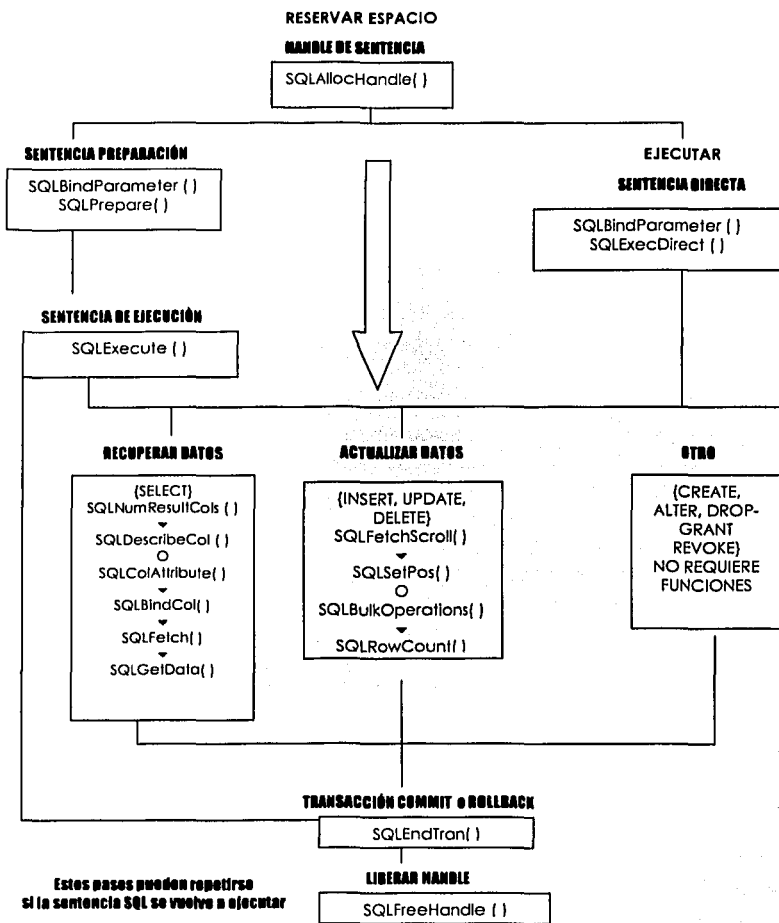 RESERVAR ESPACIO
HANDLE DE SENTENCIA
SQLAllocHandle( )
SENTENCIA PREPARACIÓN
SQLBindParameter ( )
SQLPrepare( )
EJECUTAR
SENTENCIA DIRECTA
SQLBindParameter ( )
SQLExecDirect ( )
SENTENCIA DE EJECUCIÓN
SQLExecute ( )
RECUPERAR DATOS
{SELECT}
SQLNumResultCols ( )
SQLDescribeCol ( )
O
SQLColAttribute( )
SQLBindCol( )
SQLFetch( )
SQLGetData( )
ACTUALIZAR DATOS
{INSERT, UPDATE,
DELETE}
SQLFetchScroll( )
SQLSetPos( )
O
SQLBulkOperations( )
SQLRowCount( )
OTRO
{CREATE,
ALTER, DROP-
GRANT
REVOKE}
NO REQUIERE
FUNCIONES
TRANSACCIÓN COMMIT o ROLLBACK
SQLEndTran( )
Estos pasos pueden repetirse
si la sentencia SQL se vuelve a ejecutar
LIBERAR HANDLE
SQLFreeHandle ( )